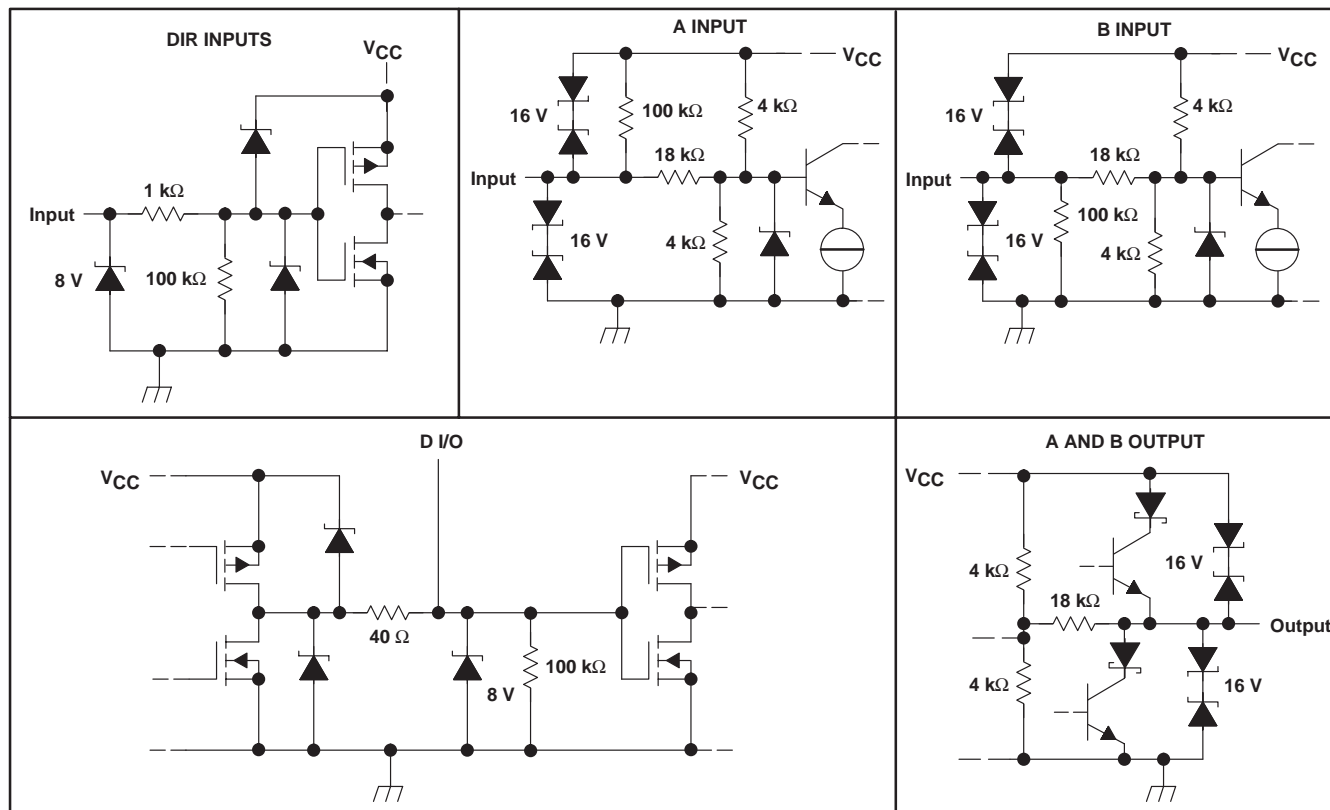 DIR INPUTS
VCC
1 kΩ
Input
8 V
100 kΩ
A INPUT
VCC
16 V
100 kΩ
4 kΩ
18 kΩ
Input
16 V
4 kΩ
B INPUT
VCC
16 V
4 kΩ
18 kΩ
Input
100 kΩ
16 V
4 kΩ
D I/O
VCC
VCC
40 Ω
100 kΩ
8 V
A AND B OUTPUT
VCC
16 V
4 kΩ
18 kΩ
Output
4 kΩ
16 V